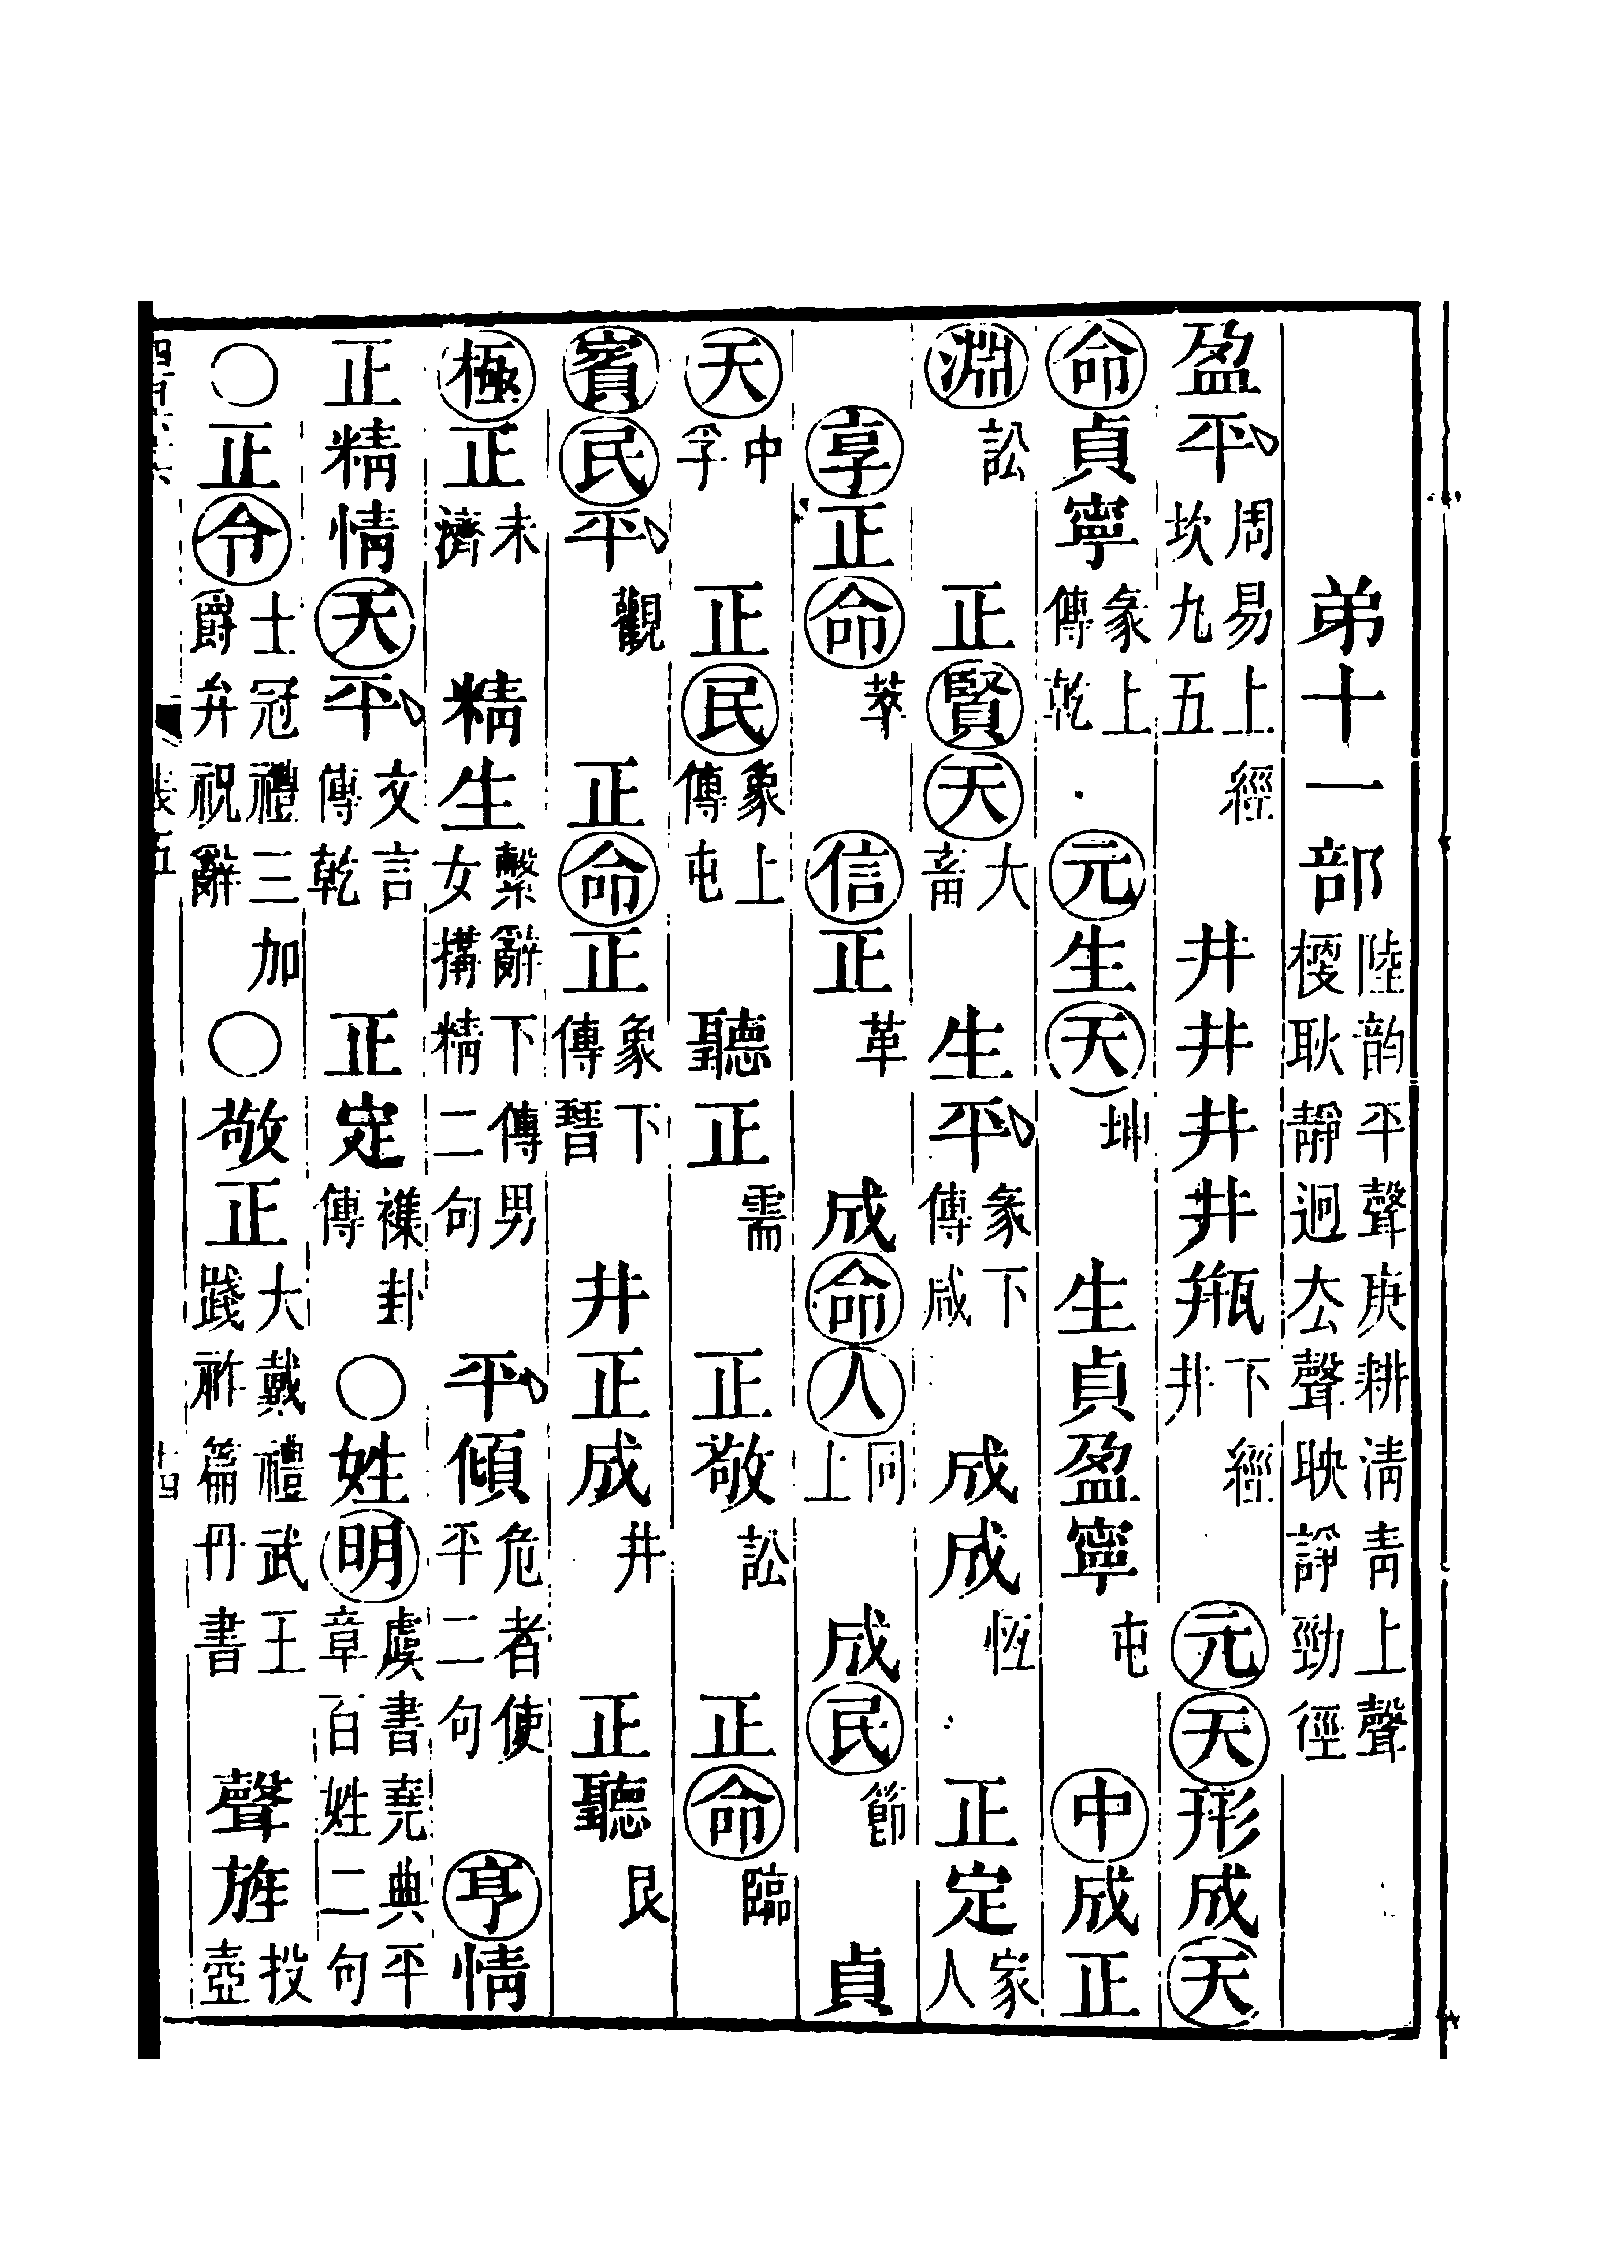 弟十一部陸韵平聲庚耕清青上聲梗耿靜迥去聲映諍勁徑
盈平周易上經坎九五 井井井井瓶下經井 元天形成天
命貞寧彖上傳乾 元生天坤 生貞盈寧屯 中成正
淵訟 正賢天大畜 生平彖下傳咸 成成恆 正定家人
享正命萃 信正革 成命人同上 成民節 貞
天中孚 正民象上傳屯 聽正需 正敬訟 正命臨
賓民平觀 正命正象下傳晉 井正成井 正聽艮
極正未濟 精生繫辭下傳男女搆精二句 平傾危者使平二句 亨情
正精情天平文言傳乾 正定襍卦傳 ○姓明虞書堯典平章百姓二句
○正令士冠禮三加爵弁祝辭 ○敬正大戴禮武王踐祚篇丹書 聲旌投壺
十四